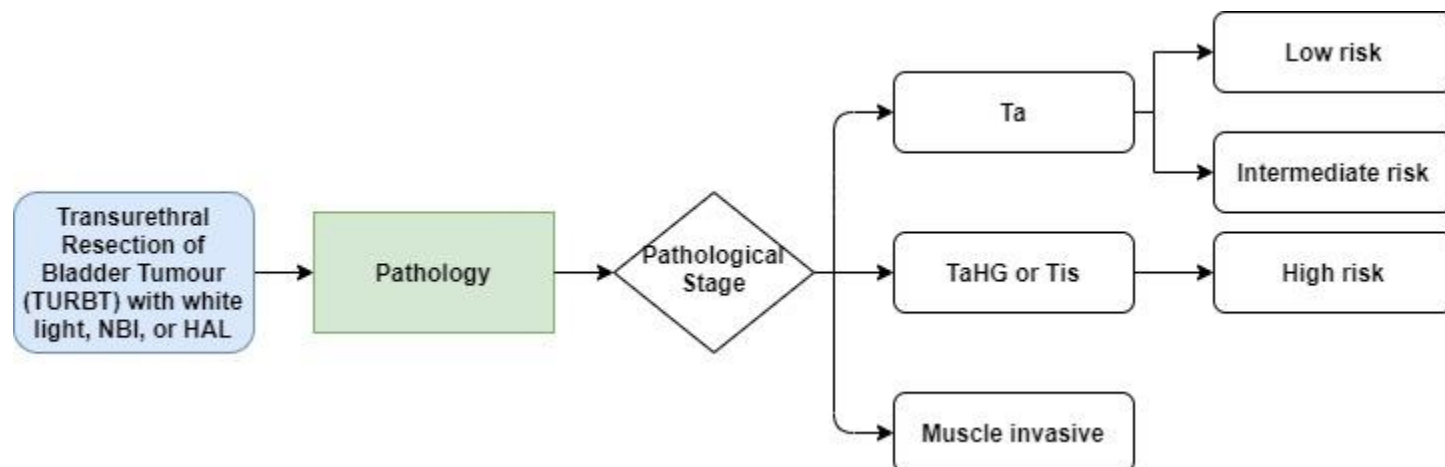 Transurethral
Resection of
Bladder Tumour
(TURBT) with white
light, NBI, or HAL
Pathology
Pathological
Stage
Ta
Low risk
Intermediate risk
TaHG or Tis
High risk
Muscle invasive